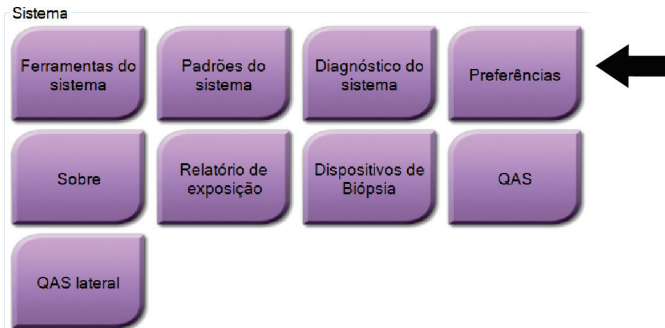 Sistema
Ferramentas do
sistema
Padrões do
sistema
Diagnóstico do
sistema
Preferências
Sobre
Relatório de
exposição
Dispositivos de
Biópsia
QAS
QAS lateral